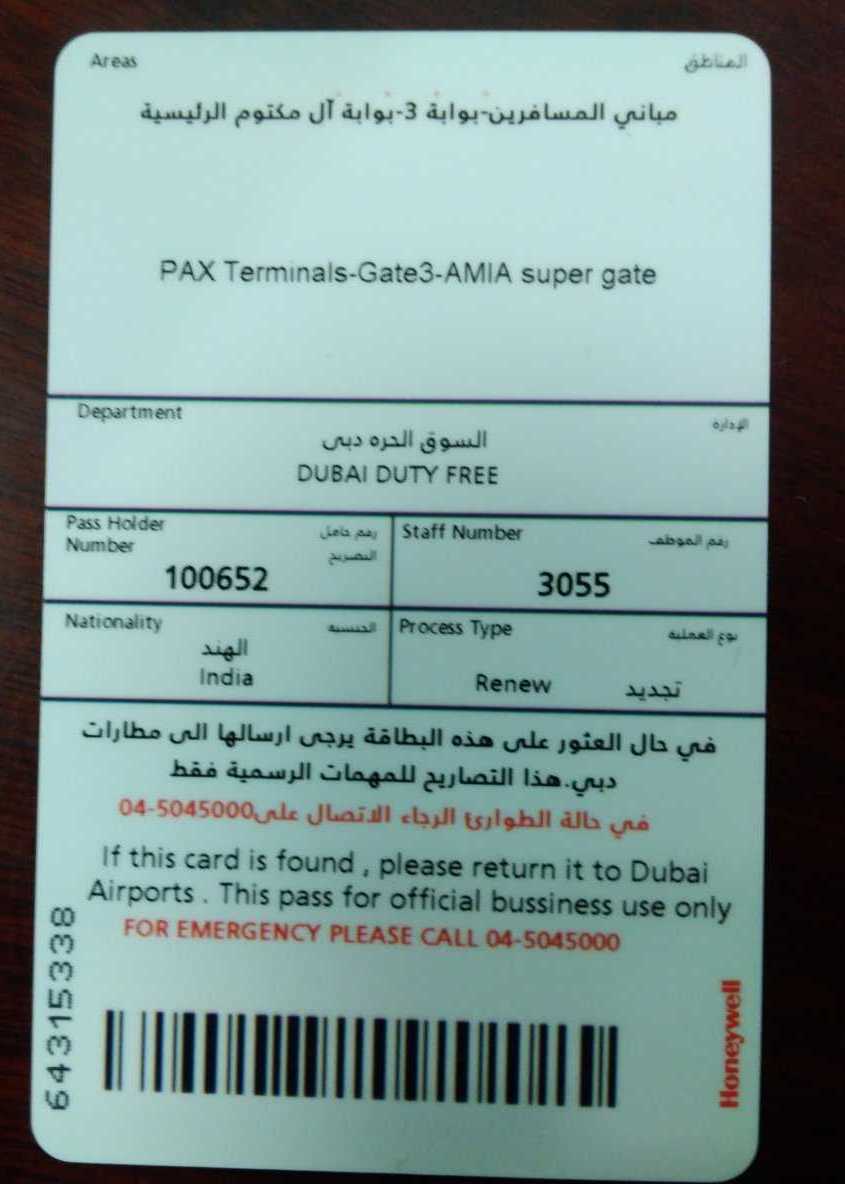 Areas المناطق
مباني المسافرين-بوابة 3-بوابة آل مكتوم الرئيسية
PAX Terminals-Gate3-AMIA super gate
Department الإدارة
السوق الحره دبى
DUBAI DUTY FREE
Pass Holder رقم حامل
Number التصريح
100652
Staff Number رقم الموظف
3055
Nationality الجنسية
الهند
India
Process Type نوع العملية
Renew تجديد
في حال العثور على هذه البطاقة يرجى ارسالها الى مطارات
دبي.هذا التصاريح للمهمات الرسمية فقط
في حالة الطوارئ الرجاء الاتصال على04-5045000
If this card is found , please return it to Dubai
Airports . This pass for official bussiness use only
FOR EMERGENCY PLEASE CALL 04-5045000
64315338
Honeywell